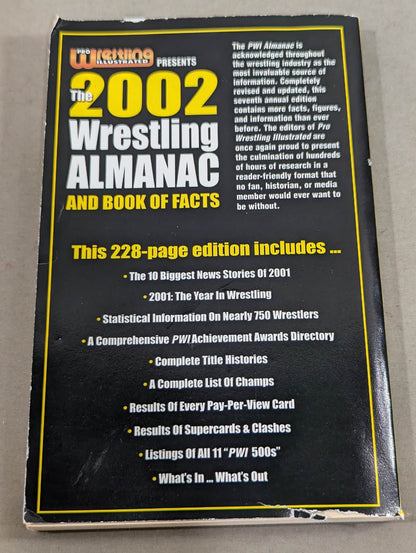 PRO
Wrestling
ILLUSTRATED
PRESENTS
The 2002
Wrestling
ALMANAC
AND BOOK OF FACTS
The PWI Almanac is
acknowledged throughout
the wrestling industry as the
most invaluable source of
information. Completely
revised and updated, this
seventh annual edition
contains more facts, figures,
and information than ever
before. The editors of Pro
Wrestling Illustrated are
once again proud to present
the culmination of hundreds
of hours of research in a
reader-friendly format that
no fan, historian, or media
member would ever want to
be without.
This 228-page edition includes ...
• The 10 Biggest News Stories Of 2001
• 2001: The Year In Wrestling
• Statistical Information On Nearly 750 Wrestlers
• A Comprehensive PWI Achievement Awards Directory
• Complete Title Histories
• A Complete List Of Champs
• Results Of Every Pay-Per-View Card
• Results Of Supercards & Clashes
• Listings Of All 11 "PWI 500s"
• What's In ... What's Out